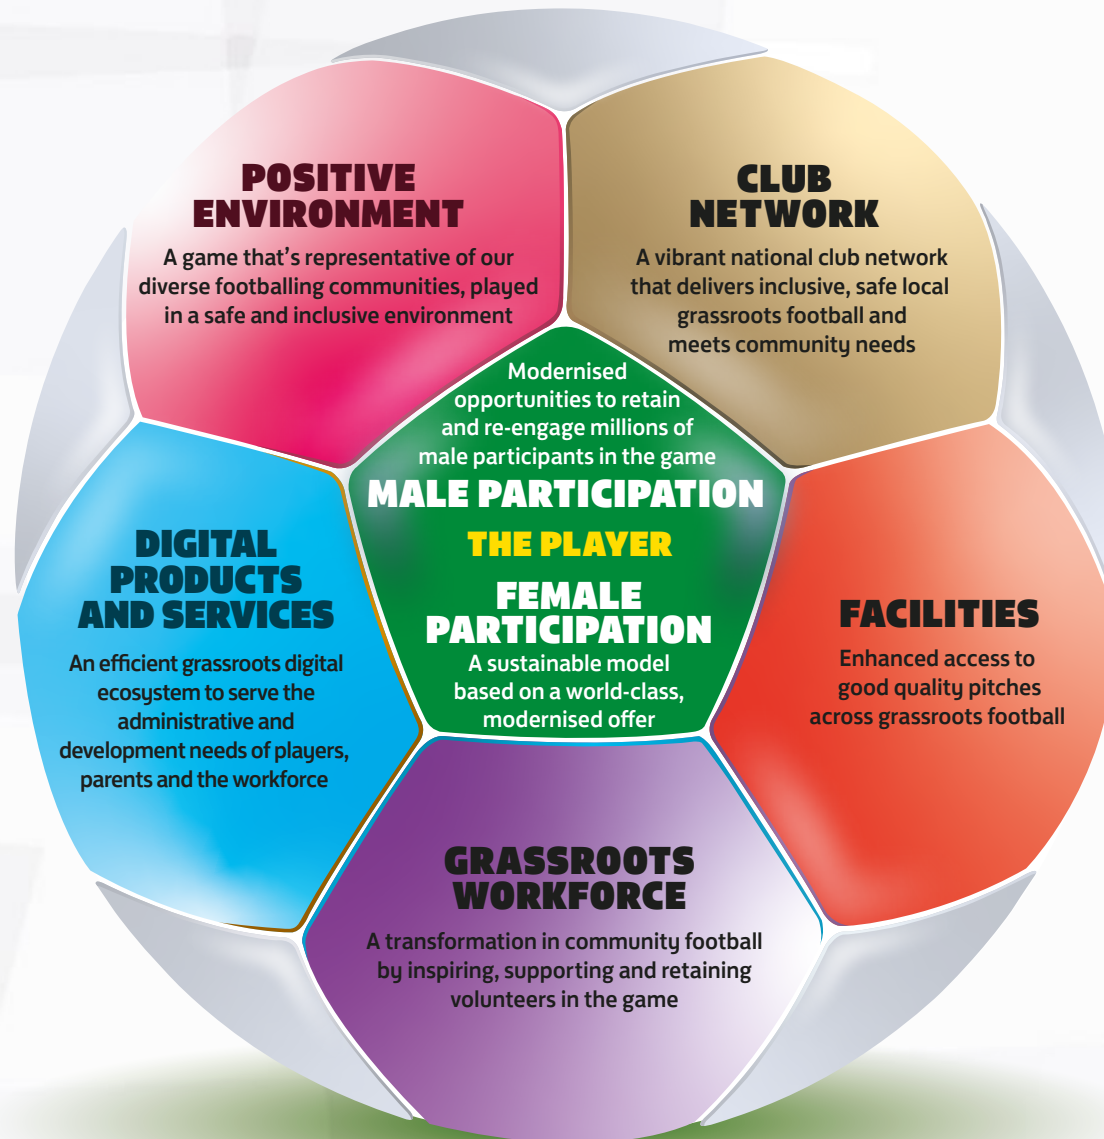 POSITIVE
ENVIRONMENT
A game that’s representative of our
diverse footballing communities, played
in a safe and inclusive environment
CLUB
NETWORK
A vibrant national club network
that delivers inclusive, safe local
grassroots football and
meets community needs
Modernised
opportunities to retain
and re-engage millions of
male participants in the game
MALE PARTICIPATION
THE PLAYER
FEMALE
PARTICIPATION
A sustainable model
based on a world-class,
modernised offer
DIGITAL
PRODUCTS
AND SERVICES
An efficient grassroots digital
ecosystem to serve the
administrative and
development needs of players,
parents and the workforce
FACILITIES
Enhanced access to
good quality pitches
across grassroots football
GRASSROOTS
WORKFORCE
A transformation in community football
by inspiring, supporting and retaining
volunteers in the game